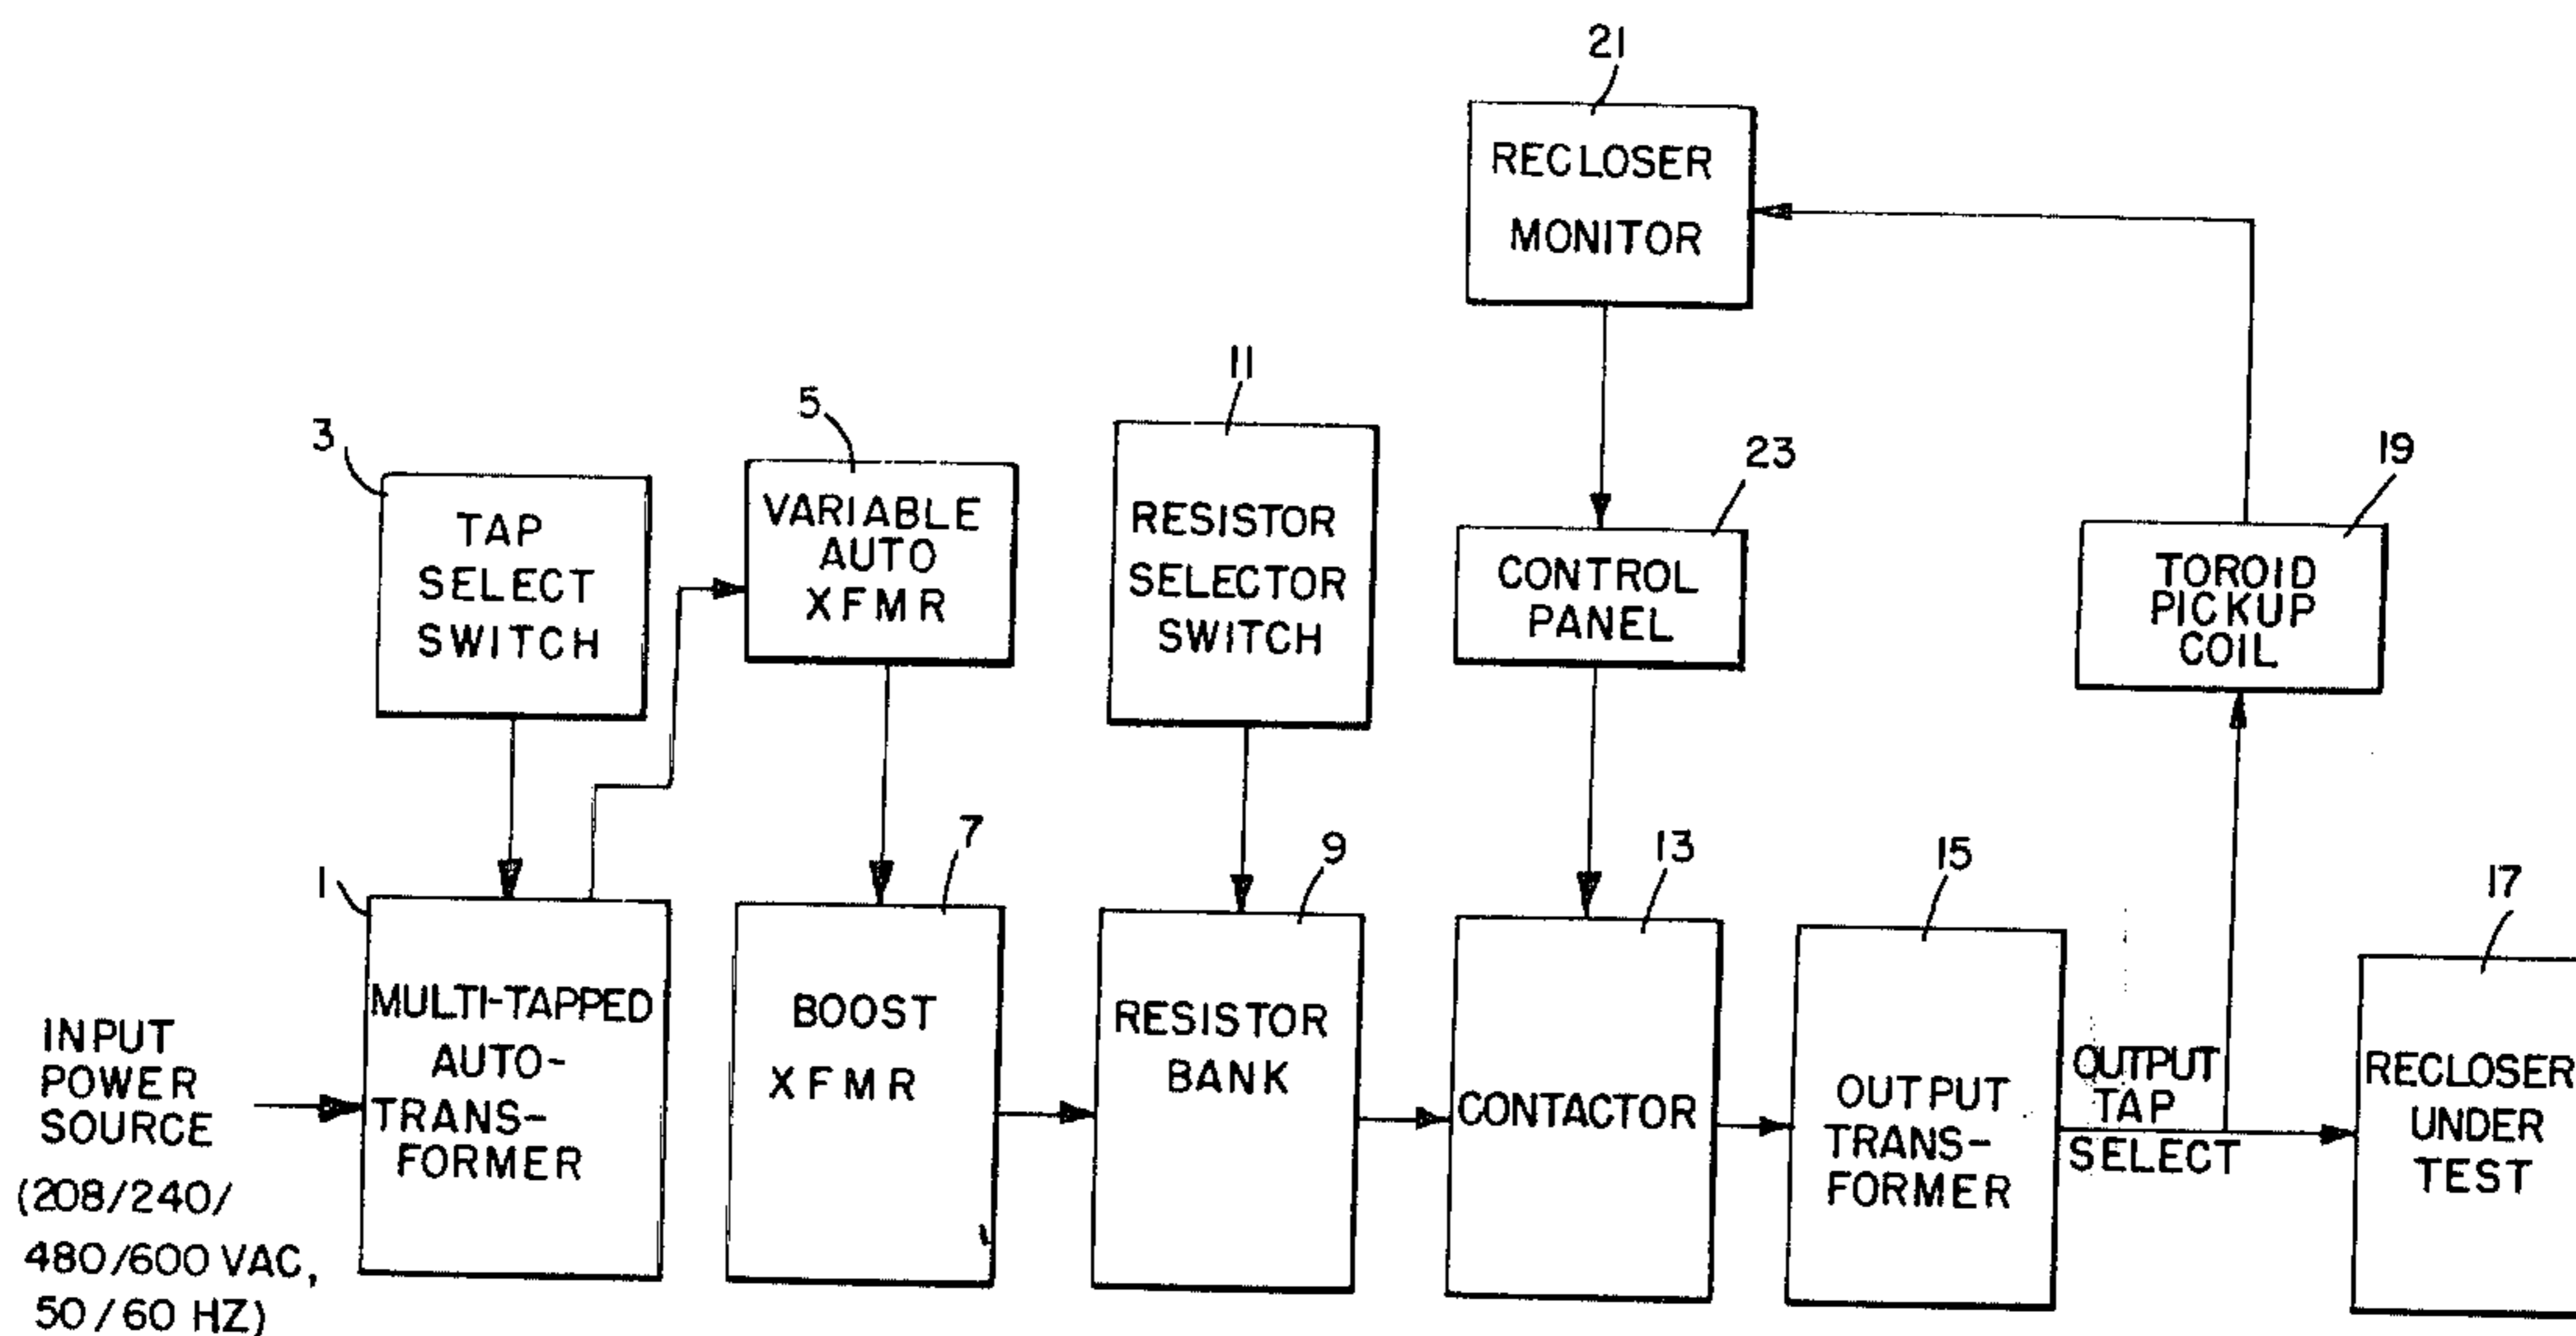 21
RECLOSER
MONITOR
11
5
3
23
19
TAP
SELECT
SWITCH
VARIABLE
AUTO
XFMR
RESISTOR
SELECTOR
SWITCH
CONTROL
PANEL
TOROID
PICKUP
COIL
1
7
9
13
15
17
INPUT
POWER
SOURCE
(208/240/
480/600 VAC,
50/60 HZ)
MULTI-TAPPED
AUTO-
TRANS-
FORMER
BOOST
XFMR
RESISTOR
BANK
CONTACTOR
OUTPUT
TRANS-
FORMER
OUTPUT
TAP
SELECT
RECLOSER
UNDER
TEST